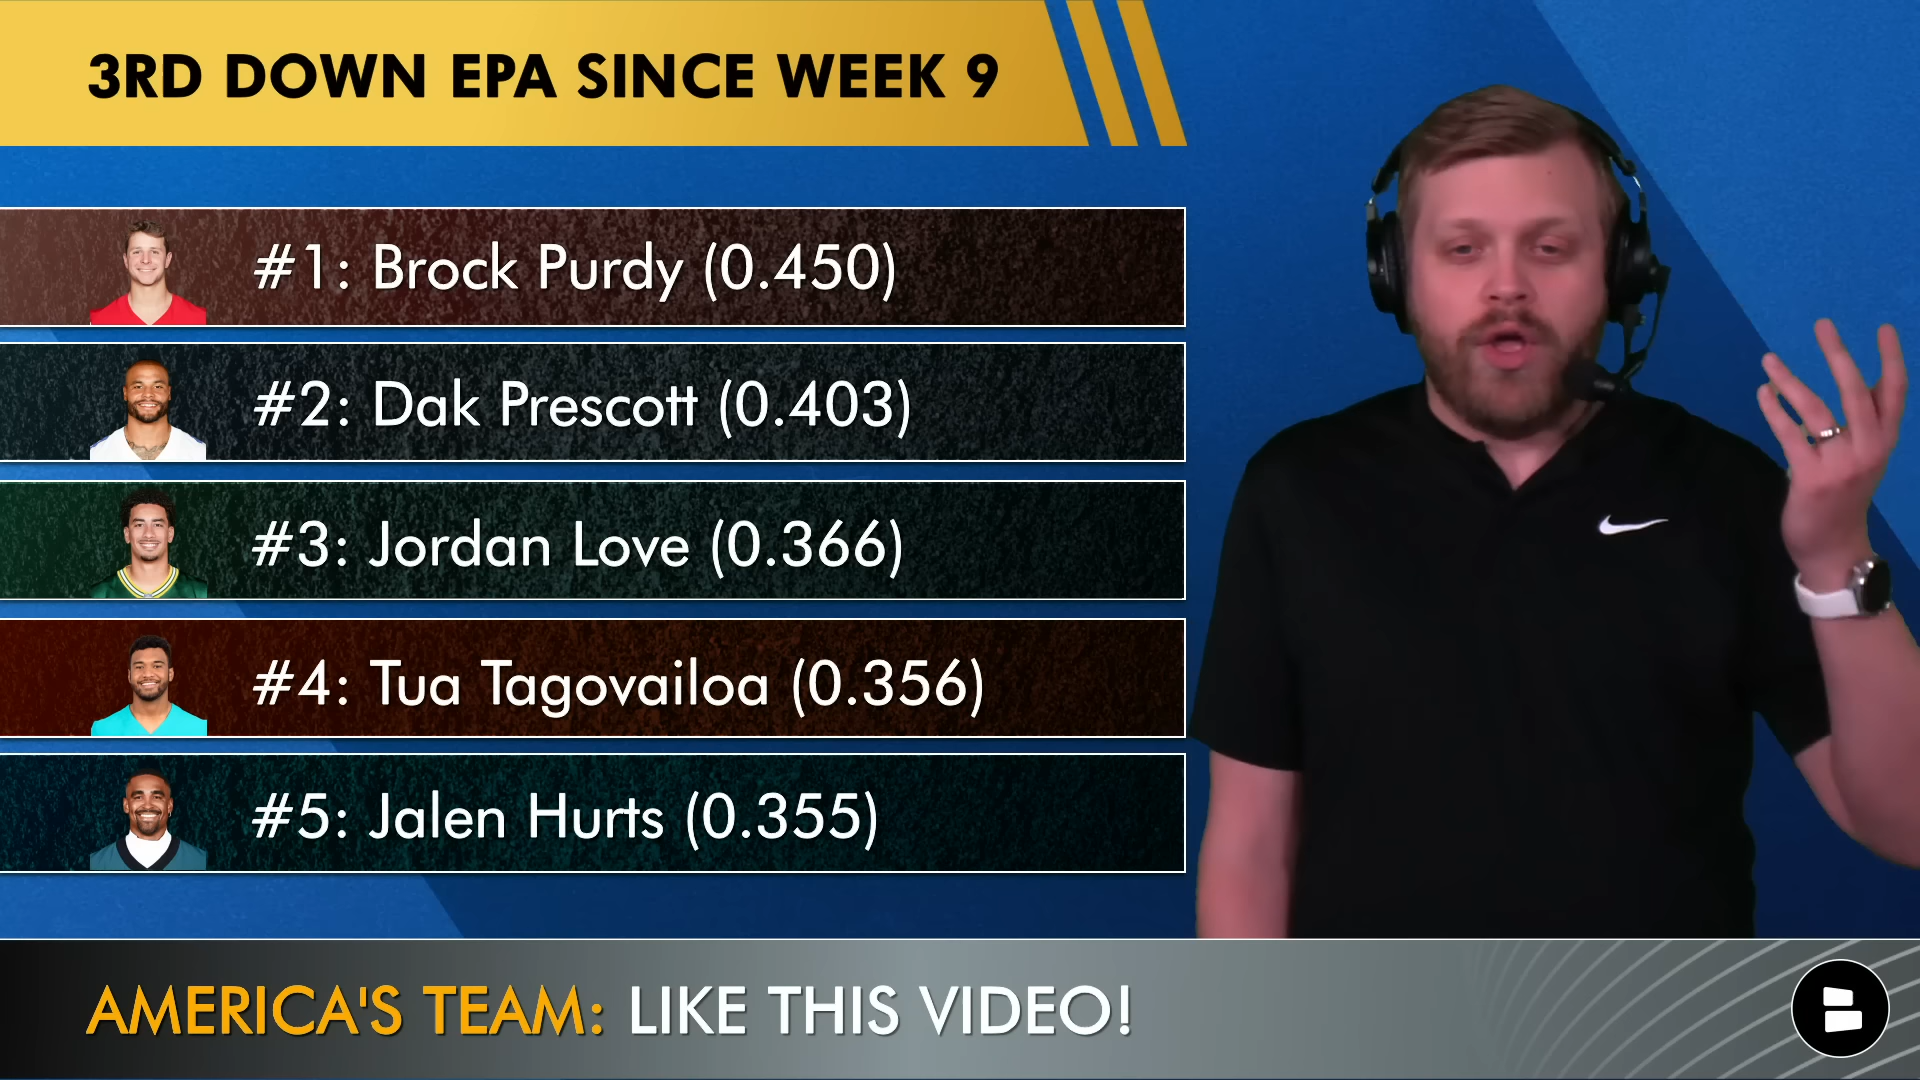 3RD DOWN EPA SINCE WEEK 9
#1: Brock Purdy (0.450)
#2: Dak Prescott (0.403)
#3: Jordan Love (0.366)
#4: Tua Tagovailoa (0.356)
#5: Jalen Hurts (0.355)
AMERICA'S TEAM: LIKE THIS VIDEO!